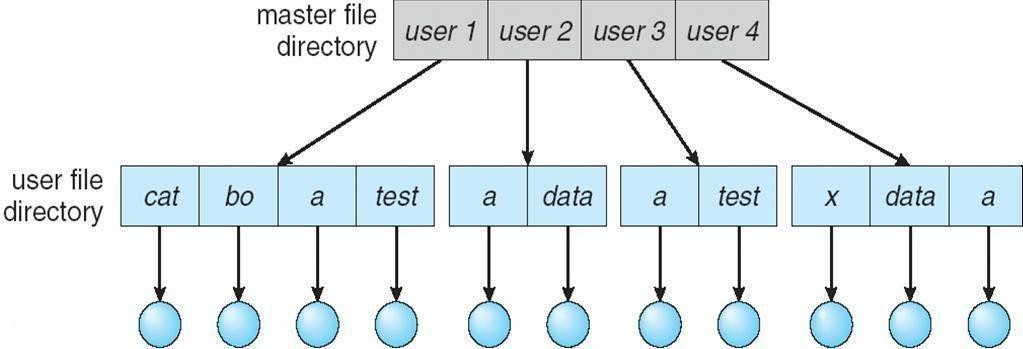 master file
directory
user 1 user 2 user 3 user 4
user file
directory
cat bo a test a data a test x data a